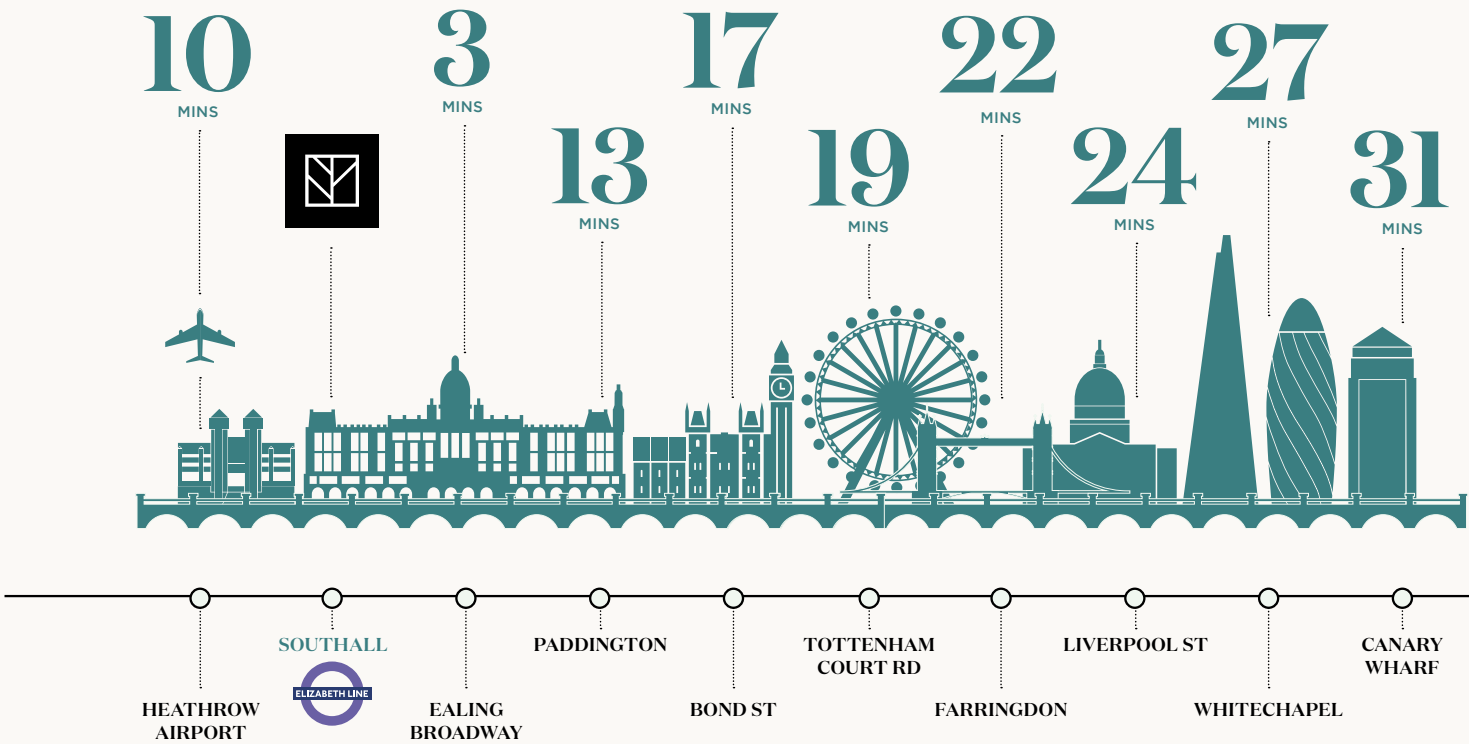 10
MINS
3
MINS
17
MINS
22
MINS
27
MINS
13
MINS
19
MINS
24
MINS
31
MINS
SOUTHALL
ELIZABETH LINE
PADDINGTON
TOTTENHAM
COURT RD
LIVERPOOL ST
CANARY
WHARF
HEATHROW
AIRPORT
EALING
BROADWAY
BOND ST
FARRINGDON
WHITECHAPEL